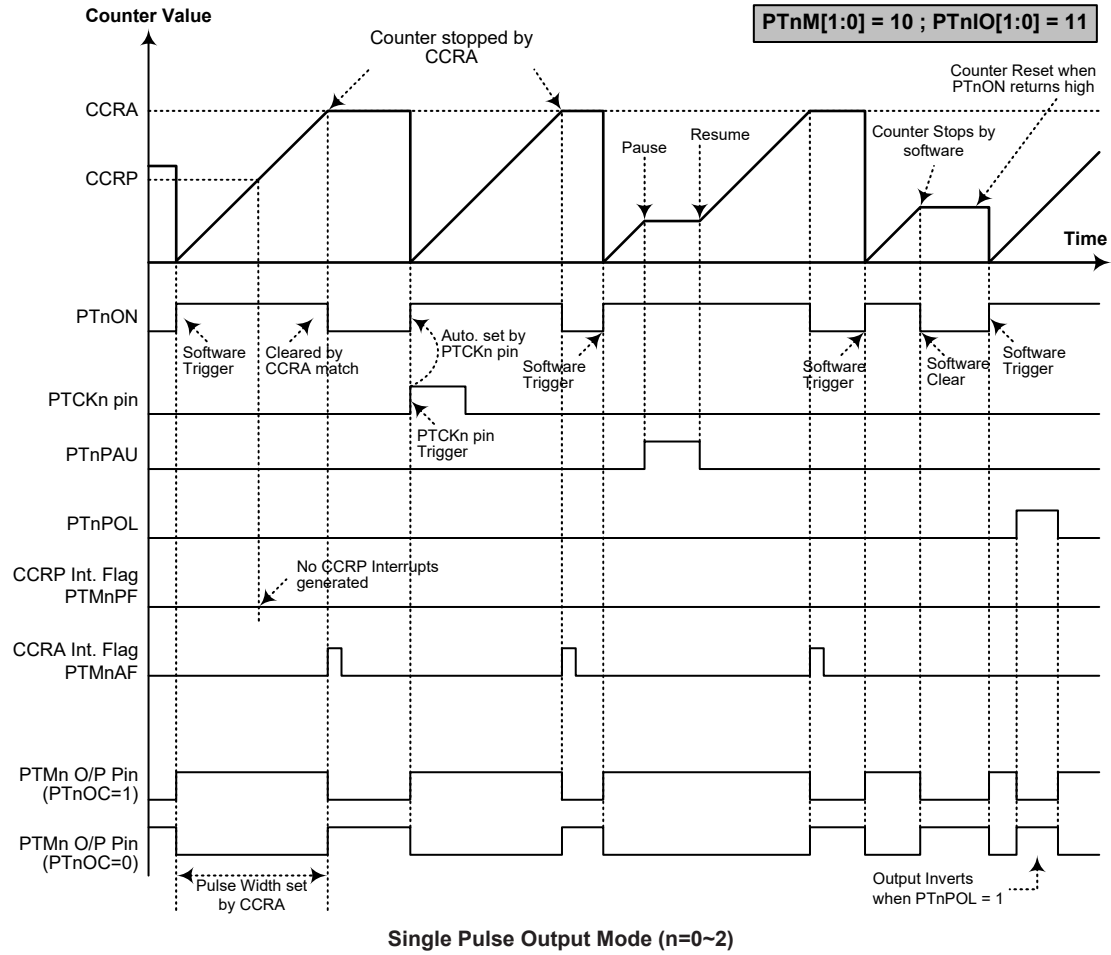 Counter Value
PTnM[1:0] = 10 ; PTnIO[1:0] = 11
Counter stopped by
CCRA
Counter Reset when
PTnON returns high
CCRA
Pause
Resume
Counter Stops by
software
CCRP
Time
PTnON
Software
Trigger
Cleared by
CCRA match
Auto. set by
PTCKn pin
Software
Trigger
Software
Trigger
Software
Clear
Software
Trigger
PTCKn pin
PTCKn pin
Trigger
PTnPAU
PTnPOL
CCRP Int. Flag
PTMnPF
No CCRP Interrupts
generated
CCRA Int. Flag
PTMnAF
PTMn O/P Pin
(PTnOC=1)
PTMn O/P Pin
(PTnOC=0)
Pulse Width set
by CCRA
Output Inverts
when PTnPOL = 1
Single Pulse Output Mode (n=0~2)